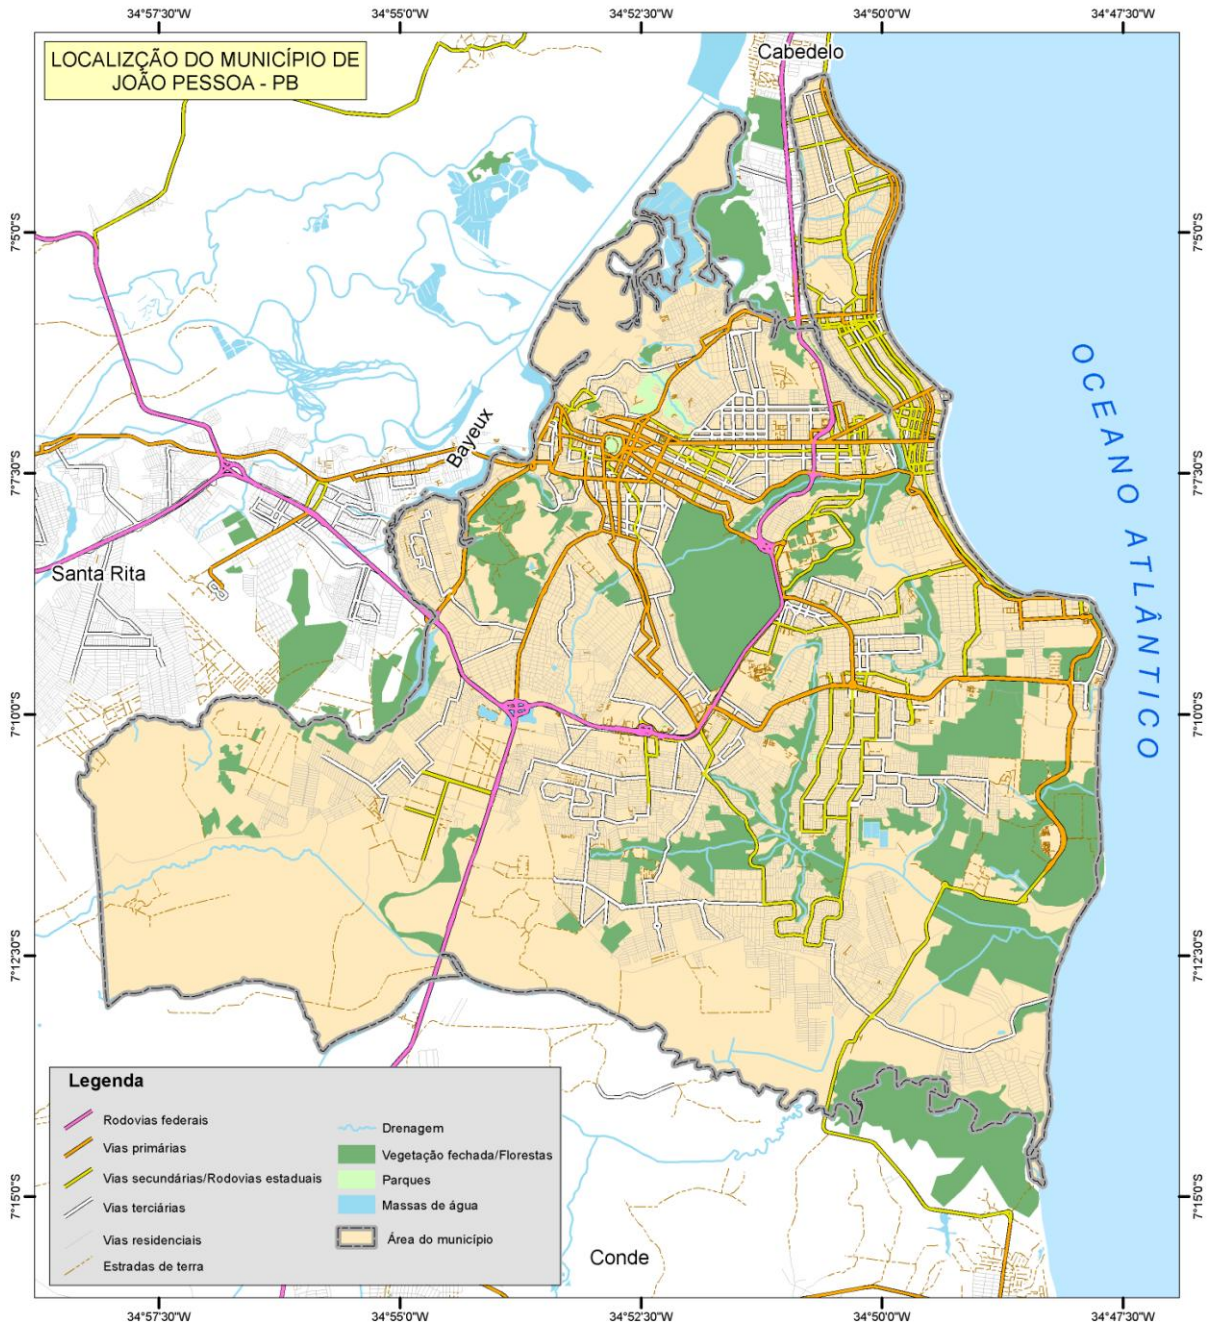 34°57'30"W
34°55'0"W
34°52'30"W
34°50'0"W
34°47'30"W
LOCALIZÇÃO DO MUNICÍPIO DE
JOÃO PESSOA - PB
Cabedelo
7°5'0"S
7°5'0"S
OCEANO ATLÂNTICO
Bayeux
7°7'30"S
7°7'30"S
Santa Rita
7°10'0"S
7°10'0"S
7°12'30"S
7°12'30"S
Legenda
Rodovias federais
Vias primárias
Vias secundárias/Rodovias estaduais
Vias terciárias
Vias residenciais
Estradas de terra
Drenagem
Vegetação fechada/Florestas
Parques
Massas de água
Área do município
7°15'0"S
7°15'0"S
Conde
34°57'30"W
34°55'0"W
34°52'30"W
34°50'0"W
34°47'30"W